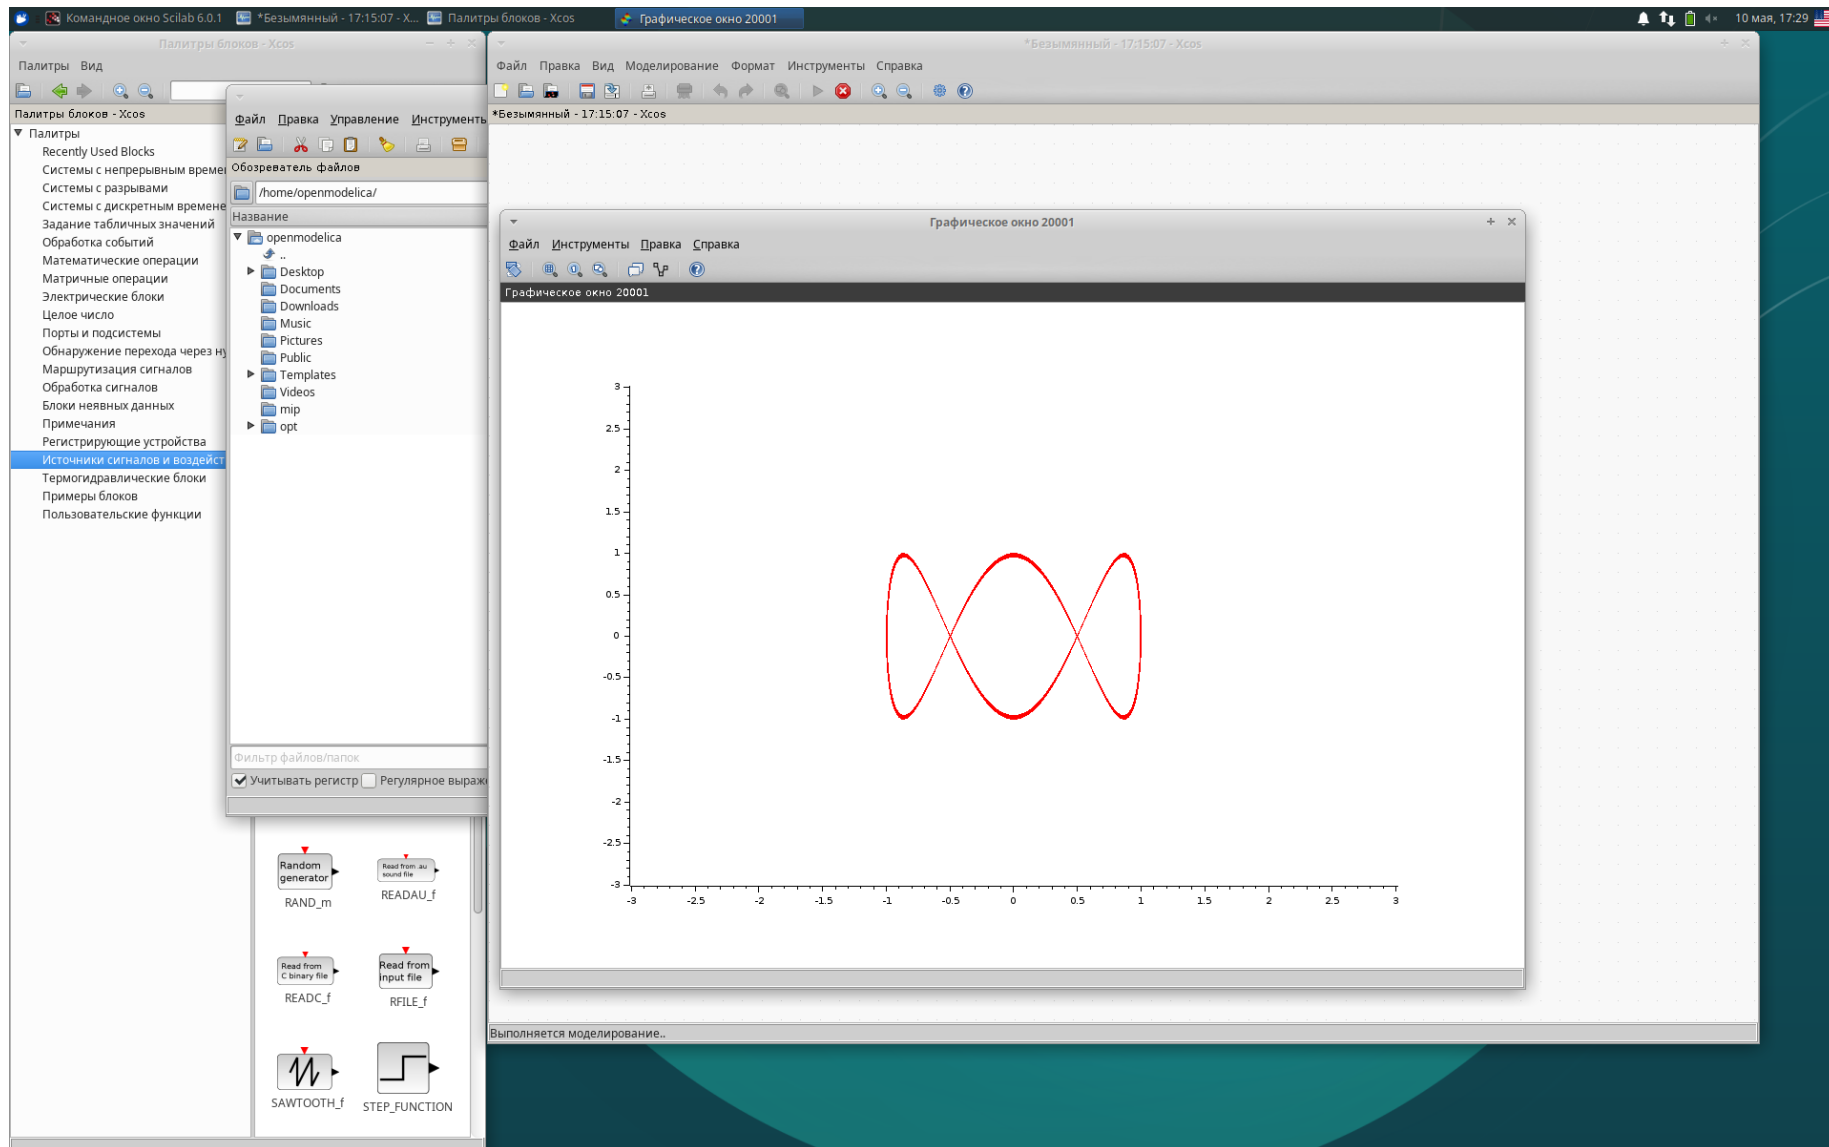 Командное окно Scilab 6.0.1
*Безымянный - 17:15:07 - X...
Палитры блоков - Xcos
Графическое окно 20001
10 мая, 17:29
Палитры блоков - Xcos
Палитры Вид
Палитры блоков - Xcos
Палитры
Recently Used Blocks
Системы с непрерывным време
Системы с разрывами
Системы с дискретным времене
Задание табличных значений
Обработка событий
Математические операции
Матричные операции
Электрические блоки
Целое число
Порты и подсистемы
Обнаружение перехода через ну
Маршрутизация сигналов
Обработка сигналов
Блоки неявных данных
Примечания
Регистрирующие устройства
Источники сигналов и воздейст
Термогидравлические блоки
Примеры блоков
Пользовательские функции
Файл Правка Управление Инструменты
Обозреватель файлов
/home/openmodelica/
Название
openmodelica
..
Desktop
Documents
Downloads
Music
Pictures
Public
Templates
Videos
mip
opt
Фильтр файлов/папок
Учитывать регистр Регулярное выраже
Random
generator
RAND_m
Read from .au
sound file
READAU_f
Read from
C binary file
READC_f
Read from
input file
RFILE_f
SAWTOOTH_f
STEP_FUNCTION
*Безымянный - 17:15:07 - Xcos
Файл Правка Вид Моделирование Формат Инструменты Справка
*Безымянный - 17:15:07 - Xcos
Графическое окно 20001
Файл Инструменты Правка Справка
Графическое окно 20001
3
2.5
2
1.5
1
0.5
0
-0.5
-1
-1.5
-2
-2.5
-3
-3 -2.5 -2 -1.5 -1 -0.5 0 0.5 1 1.5 2 2.5 3
Выполняется моделирование..